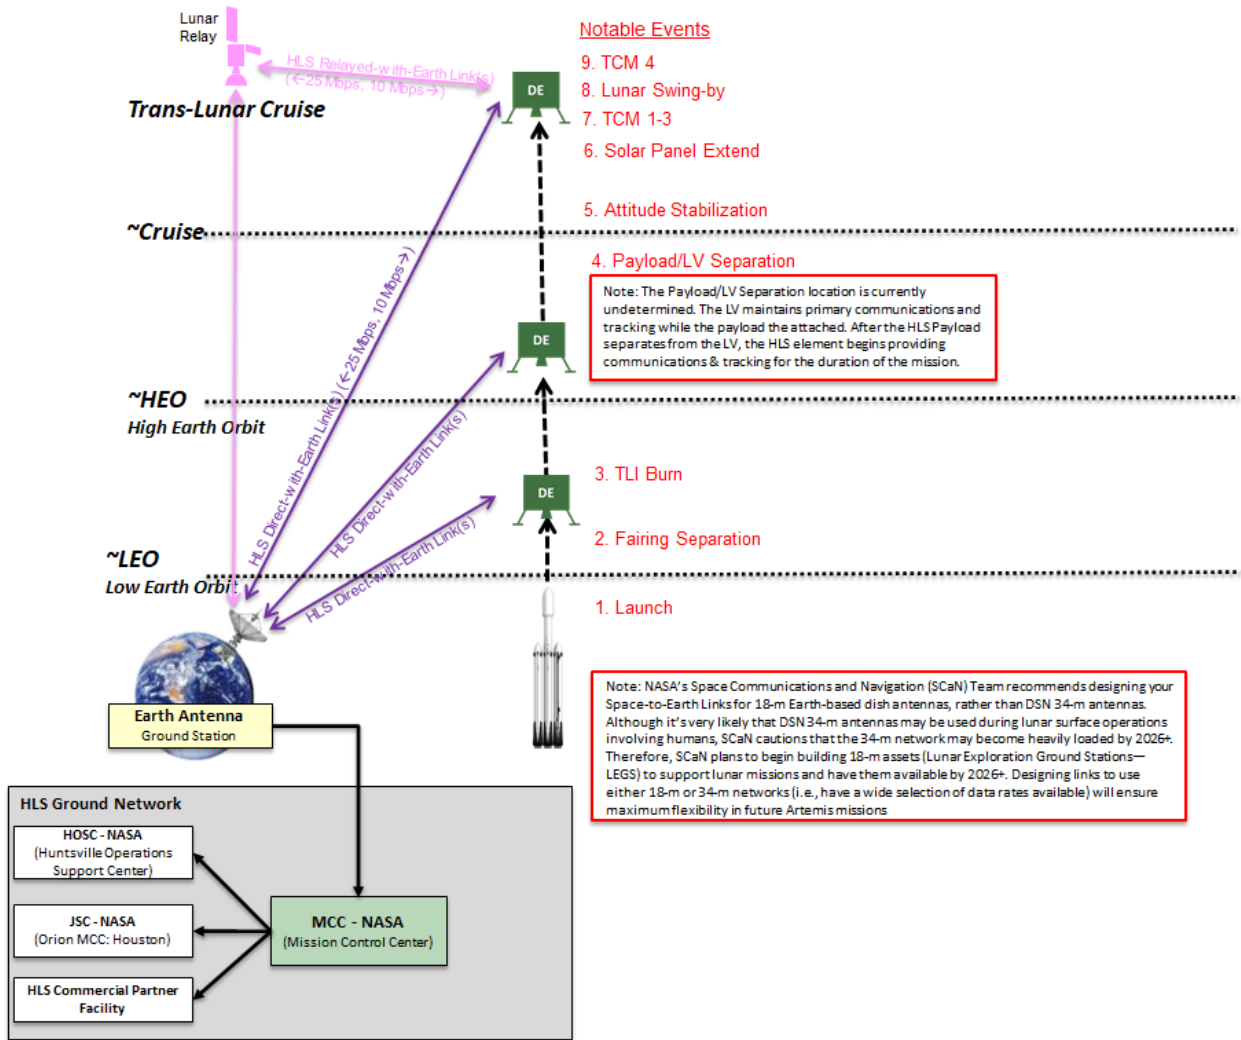 Lunar
Relay
Notable Events
9. TCM 4
8. Lunar Swing-by
7. TCM 1-3
6. Solar Panel Extend
HLS Relayed-with-Earth Link(s)
(←25 Mbps, 10 Mbps→)
DE
Trans-Lunar Cruise
5. Attitude Stabilization
~Cruise
4. Payload/LV Separation
Note: The Payload/LV Separation location is currently
undetermined. The LV maintains primary communications and
tracking while the payload the attached. After the HLS Payload
separates from the LV, the HLS element begins providing
communications & tracking for the duration of the mission.
DE
HLS Direct-with-Earth Link(s) (←25 Mbps, 10 Mbps→)
~HEO
High Earth Orbit
HLS Direct-with-Earth Link(s)
3. TLI Burn
DE
HLS Direct-with-Earth Link(s)
2. Fairing Separation
~LEO
Low Earth Orbit
1. Launch
Note: NASA's Space Communications and Navigation (SCaN) Team recommends designing your
Space-to-Earth Links for 18-m Earth-based dish antennas, rather than DSN 34-m antennas.
Although it's very likely that DSN 34-m antennas may be used during lunar surface operations
involving humans, SCaN cautions that the 34-m network may become heavily loaded by 2026+.
Therefore, SCaN plans to begin building 18-m assets (Lunar Exploration Ground Stations—
LEGS) to support lunar missions and have them available by 2026+. Designing links to use
either 18-m or 34-m networks (i.e., have a wide selection of data rates available) will ensure
maximum flexibility in future Artemis missions
Earth Antenna
Ground Station
HLS Ground Network
HOSC - NASA
(Huntsville Operations
Support Center)
JSC - NASA
(Orion MCC: Houston)
HLS Commercial Partner
Facility
MCC - NASA
(Mission Control Center)